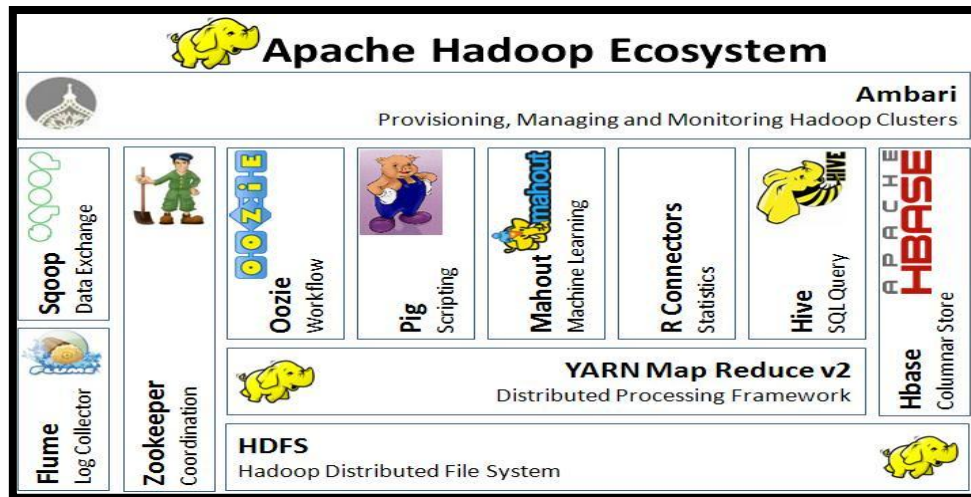 Apache Hadoop Ecosystem
Ambari
Provisioning, Managing and Monitoring Hadoop Clusters
sqoop
Sqoop
Data Exchange
Flume
Log Collector
Zookeeper
Coordination
OOZIE
Oozie
Workflow
Pig
Scripting
mahout
Mahout
Machine Learning
R Connectors
Statistics
HIVE
Hive
SQL Query
APACHE
HBASE
Hbase
Columnar Store
YARN Map Reduce v2
Distributed Processing Framework
HDFS
Hadoop Distributed File System